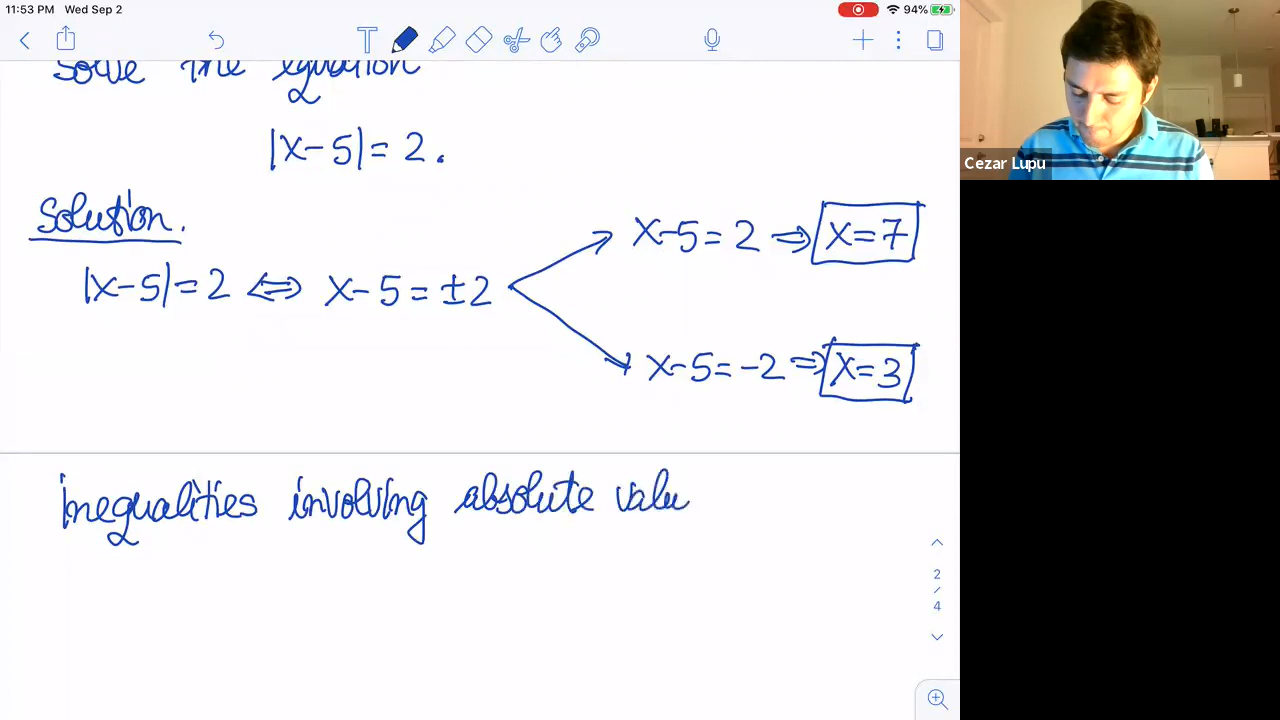 11:53 PM Wed Sep 2
94%
Solve the equation
|x-5| = 2.
Solution.
|x-5| = 2 ⇔ x-5 = ±2
x-5 = 2 ⇒ x=7
x-5 = -2 ⇒ x=3
inequalities involving absolute valu
2
/
4
Cezar Lupu